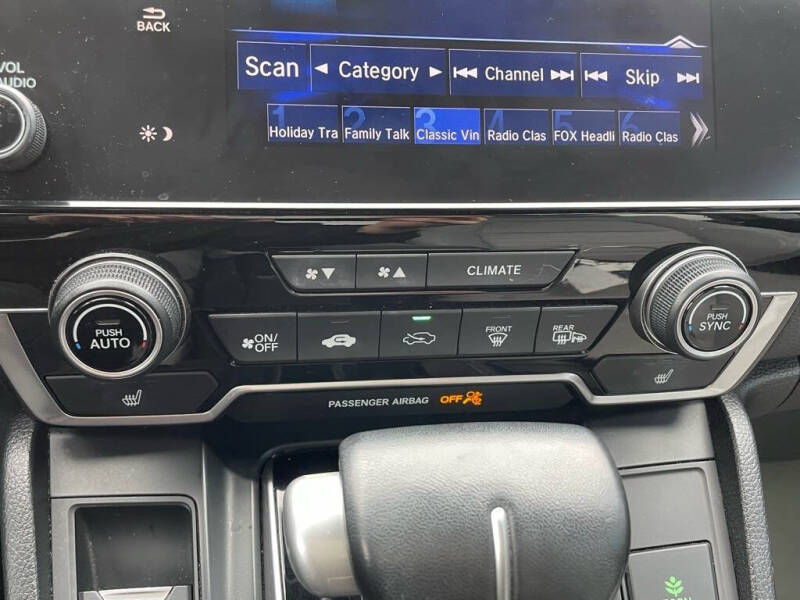 BACK
VOL
AUDIO
Scan
Category
Channel
Skip
1 2 3 4 5 6
Holiday Tra
Family Talk
Classic Vin
Radio Clas
FOX Headli
Radio Clas
CLIMATE
PUSH
AUTO
ON/
OFF
FRONT
REAR
PUSH
SYNC
PASSENGER AIRBAG OFF